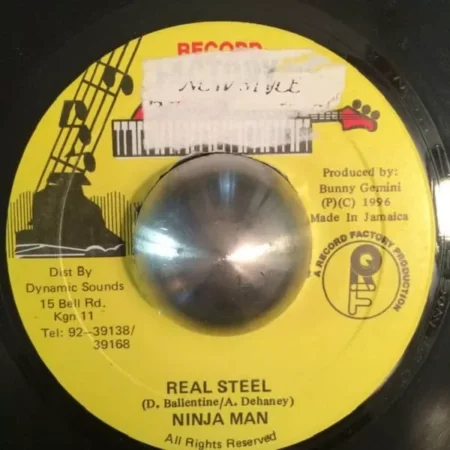 RECORD
Produced by:
Bunny Gemini
(P)(C) 1996
Made In Jamaica
A RECORD FACTORY PRODUCTION
Dist By
Dynamic Sounds
15 Bell Rd.
Kgn 11
Tel: 92-39138/
39168
REAL STEEL
(D. Ballentine/A. Dehaney)
NINJA MAN
All Rights Reserved